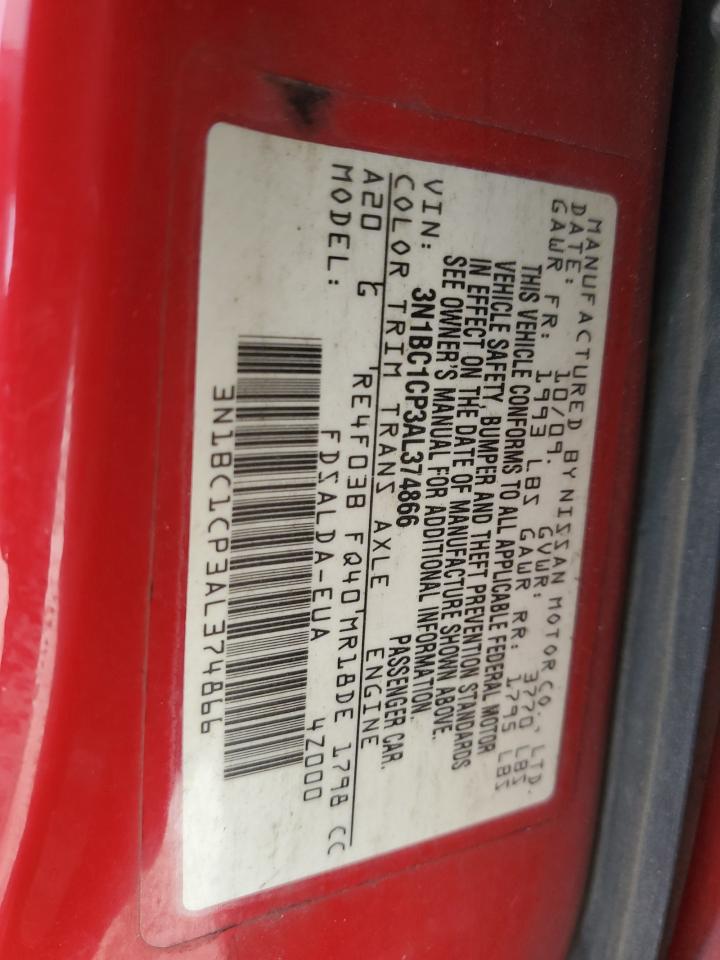 MANUFACTURED BY NISSAN MOTOR CO., LTD.
DATE: 10/09. GVWR: 3770 LBS
GAWR FR: 1993 LBS GAWR RR: 1795 LBS
THIS VEHICLE CONFORMS TO ALL APPLICABLE FEDERAL MOTOR
VEHICLE SAFETY, BUMPER AND THEFT PREVENTION STANDARDS
IN EFFECT ON THE DATE OF MANUFACTURE SHOWN ABOVE.
SEE OWNER'S MANUAL FOR ADDITIONAL INFORMATION.
VIN: 3N1BC1CP3AL374866 PASSENGER CAR.
COLOR TRIM TRANS AXLE ENGINE
A20 G RE4F03B FQ40 MR18DE 1798 CC
MODEL: FDSALDA-EUA 4Z000
3N1BC1CP3AL374866